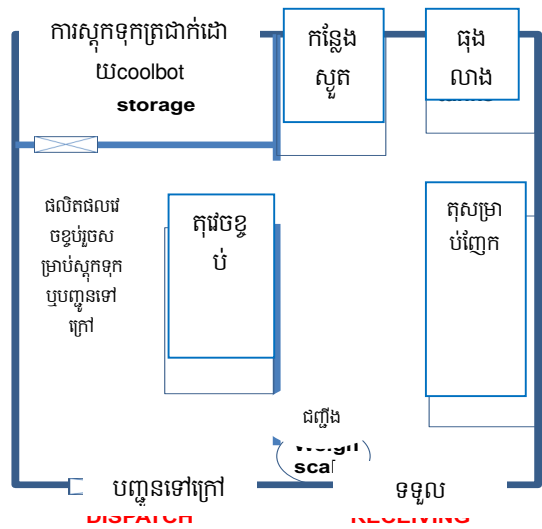 ការស្តុកទុកត្រជាក់ដោ
យcoolbot
storage
កន្លែង
ស្ងួត
ធុង
លាង
ផលិតផលវេ
ចខ្ចប់រួចស
ម្រាប់ស្តុកទុក
ឬបញ្ជូនទៅ
ក្រៅ
តុវេចខ្ច
ប់
តុសម្រា
ប់ញែក
ជញ្ជីង
Weigh
scal
បញ្ជូនទៅក្រៅ
ទទួល
DISPATCH
RECEIVING